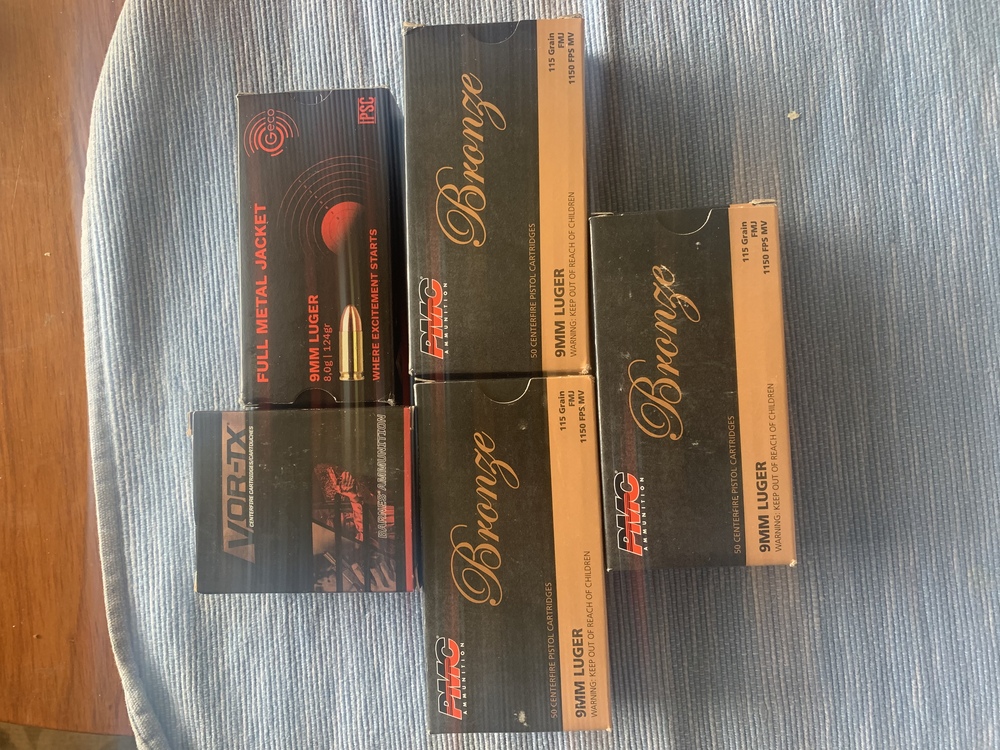 VOR-TX
CENTERFIRE CARTRIDGES/CARTOUCHES
BARNES AMMUNITION
Geco
IPSC
FULL METAL JACKET
9MM LUGER
8,0g | 124gr
WHERE EXCITEMENT STARTS
PMC
AMMUNITION
Bronze
115 Grain
FMJ
1150 FPS MV
50 CENTERFIRE PISTOL CARTRIDGES
9MM LUGER
WARNING: KEEP OUT OF REACH OF CHILDREN
PMC
AMMUNITION
Bronze
115 Grain
FMJ
1150 FPS MV
50 CENTERFIRE PISTOL CARTRIDGES
9MM LUGER
WARNING: KEEP OUT OF REACH OF CHILDREN
PMC
AMMUNITION
Bronze
115 Grain
FMJ
1150 FPS MV
50 CENTERFIRE PISTOL CARTRIDGES
9MM LUGER
WARNING: KEEP OUT OF REACH OF CHILDREN